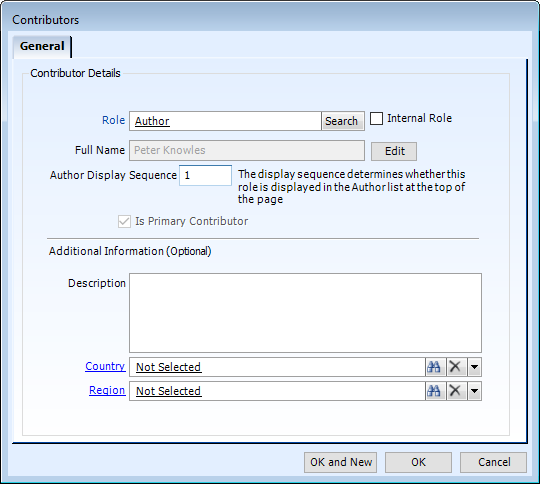 Contributors
General
Contributor Details
Role Author Search Internal Role
Full Name Peter Knowles Edit
Author Display Sequence 1 The display sequence determines whether this
role is displayed in the Author list at the top of
the page
Is Primary Contributor
Additional Information (Optional)
Description
Country Not Selected
Region Not Selected
OK and New OK Cancel